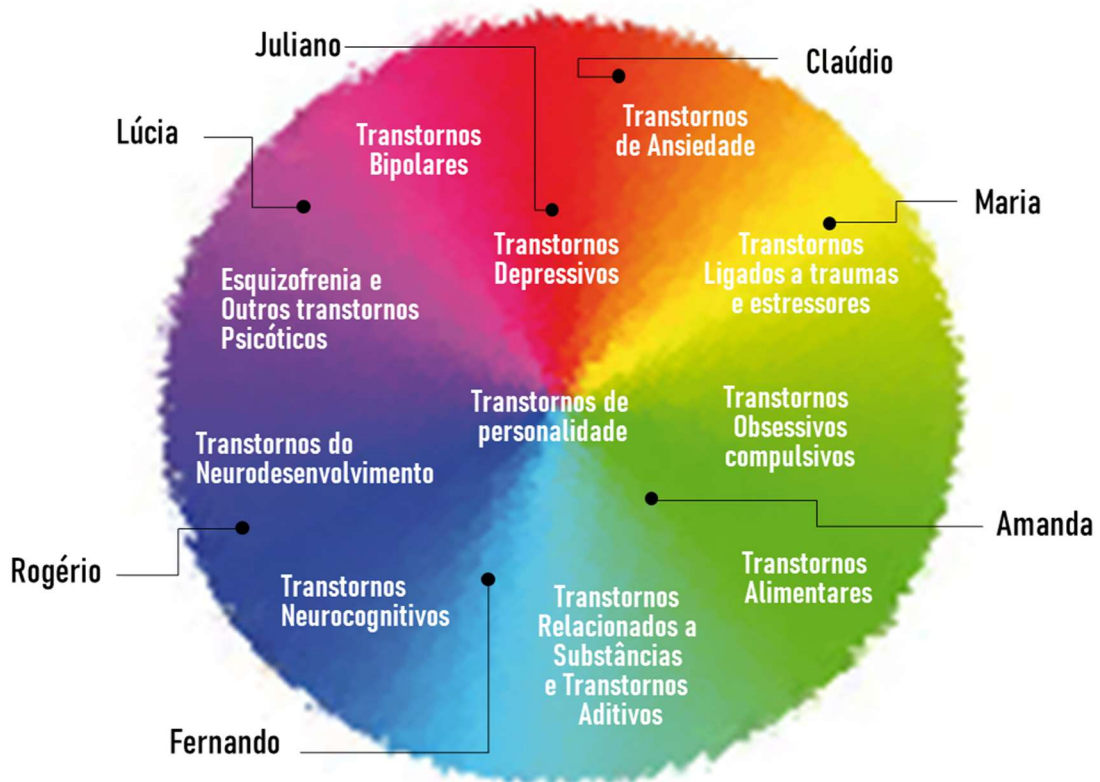 Juliano
Claúdio
Lúcia
Transtornos
Bipolares
Transtornos
de Ansiedade
Maria
Transtornos
Depressivos
Transtornos
Ligados a traumas
e estressores
Esquizofrenia e
Outros transtornos
Psicóticos
Transtornos de
personalidade
Transtornos
Obsessivos
compulsivos
Transtornos do
Neurodesenvolvimento
Amanda
Rogério
Transtornos
Neurocognitivos
Transtornos
Relacionados a
Substâncias
e Transtornos
Aditivos
Transtornos
Alimentares
Fernando